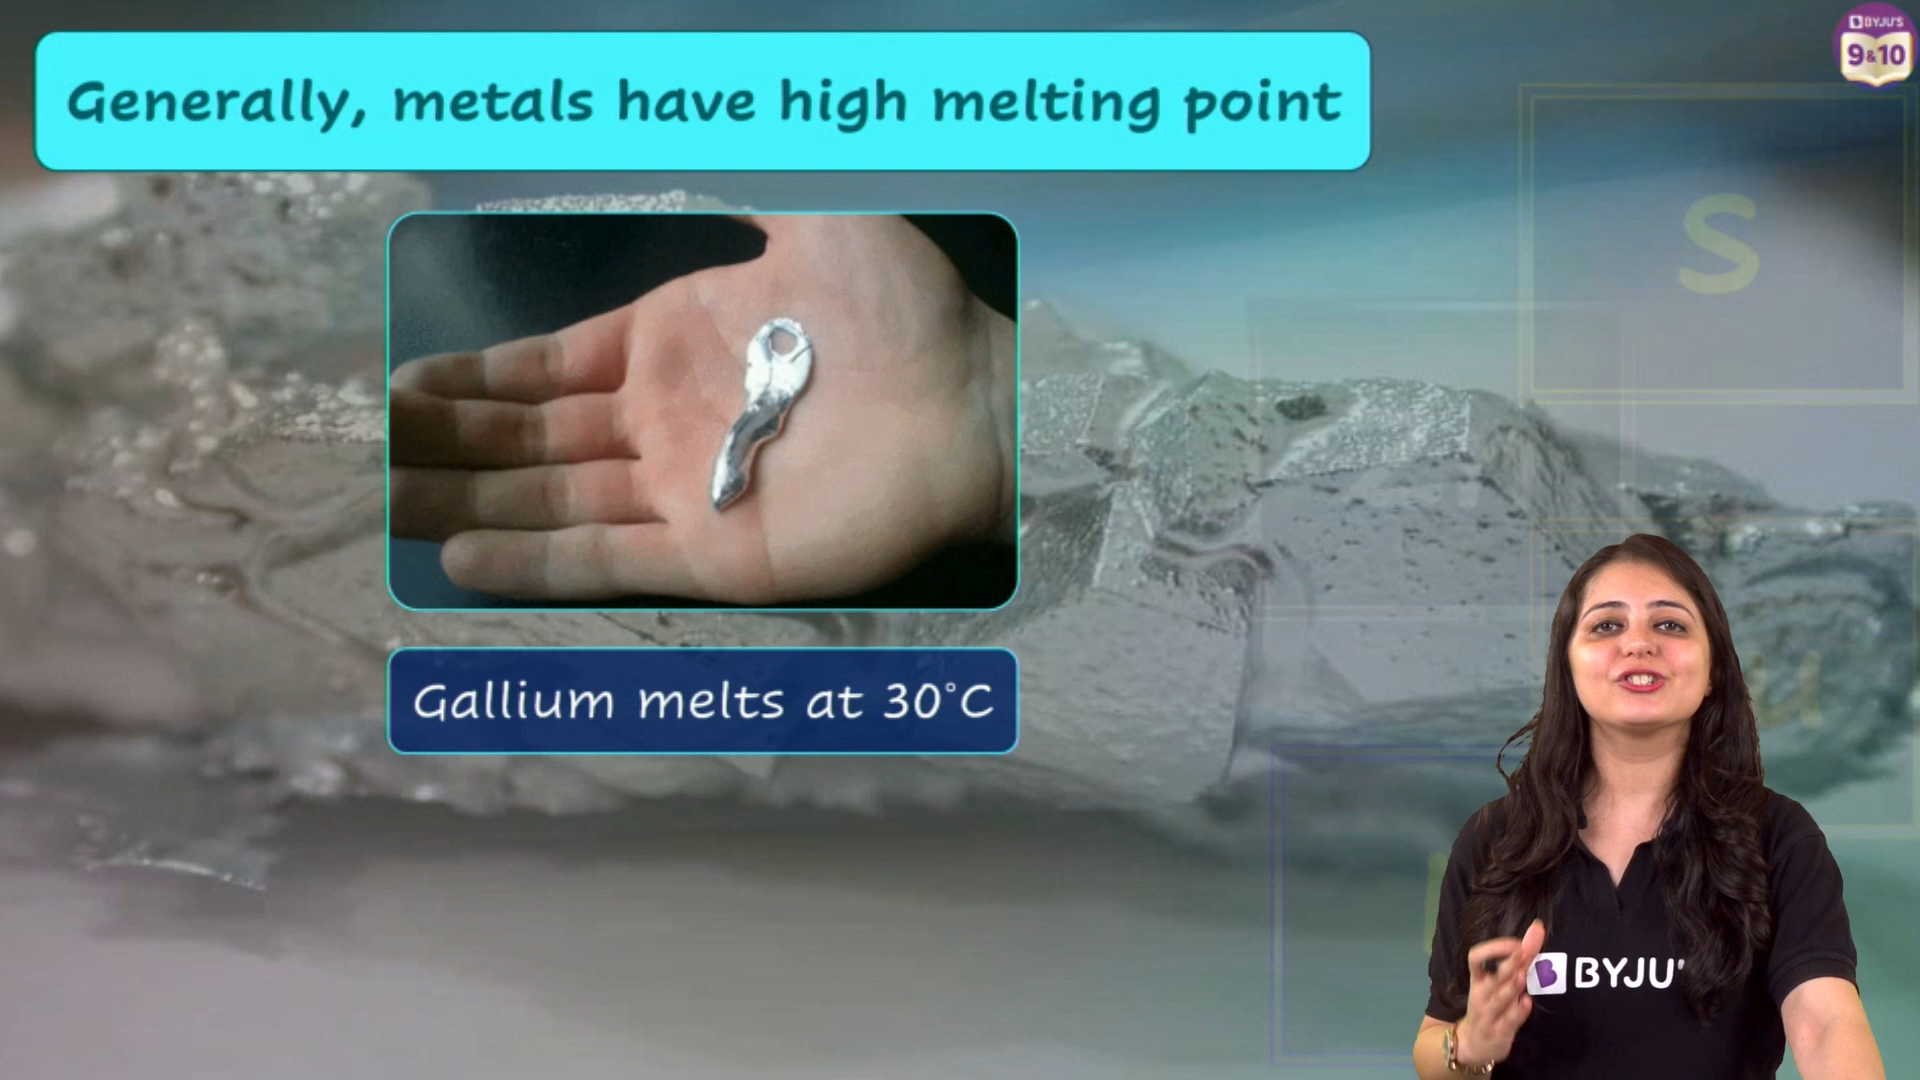 BYJU'S
9&10
Generally, metals have high melting point
S
Gallium melts at 30°C
BYJU'